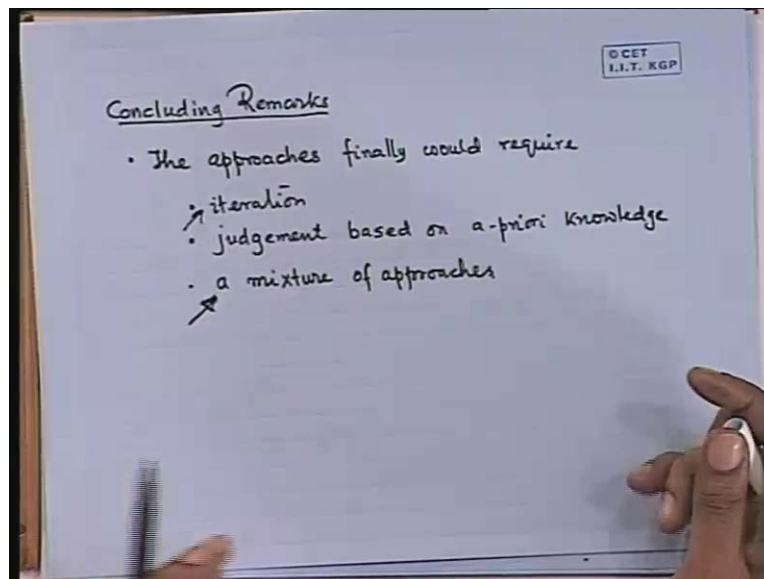 © CET
I.I.T. KGP
Concluding Remarks
• The approaches finally would require
• iteration
• judgement based on a-priori knowledge
• a mixture of approaches